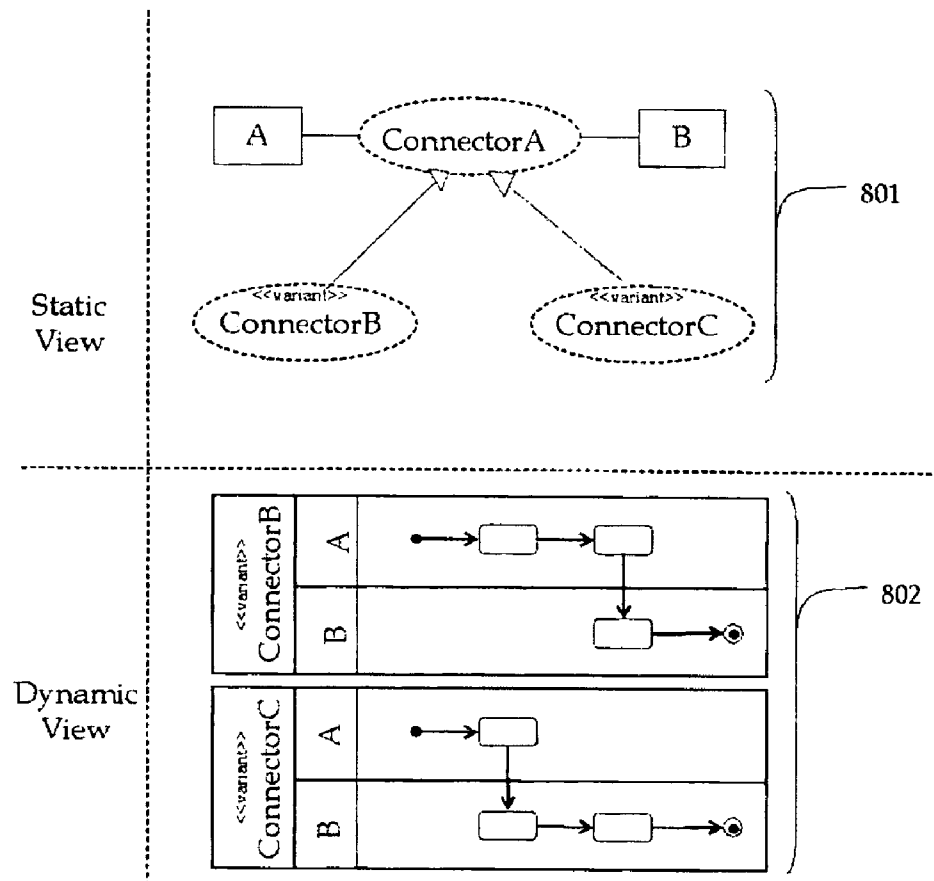 A
ConnectorA
B
801
<<variant>>
ConnectorB
<<variant>>
ConnectorC
Static
View
<<variant>>
ConnectorB
A
B
802
Dynamic
View
<<variant>>
ConnectorC
A
B